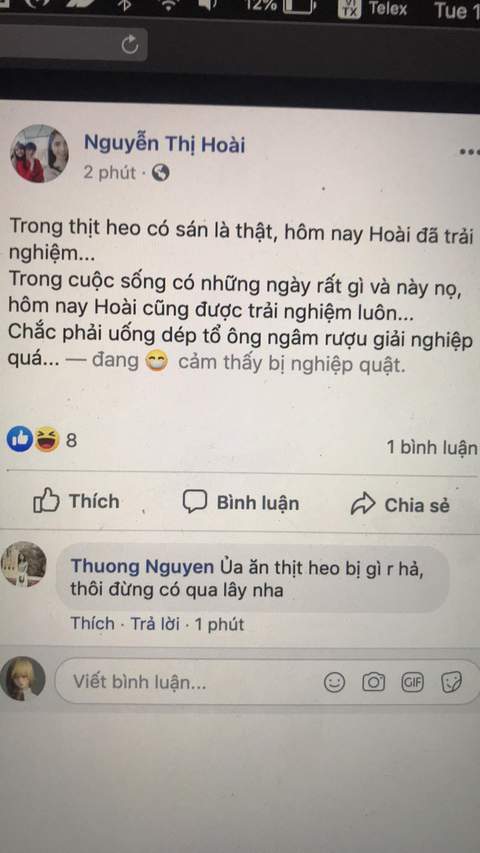 12%
TX
Telex
Tue 1
Nguyễn Thị Hoài
2 phút ·
Trong thịt heo có sán là thật, hôm nay Hoài đã trải
nghiệm...
Trong cuộc sống có những ngày rất gì và này nọ,
hôm nay Hoài cũng được trải nghiệm luôn...
Chắc phải uống dép tổ ông ngâm rượu giải nghiệp
quá... — đang 😁 cảm thấy bị nghiệp quật.
8
1 bình luận
Thích
Bình luận
Chia sẻ
Thuong Nguyen Ủa ăn thịt heo bị gì r hả,
thôi đừng có qua lây nha
Thích · Trả lời · 1 phút
Viết bình luận...
GIF